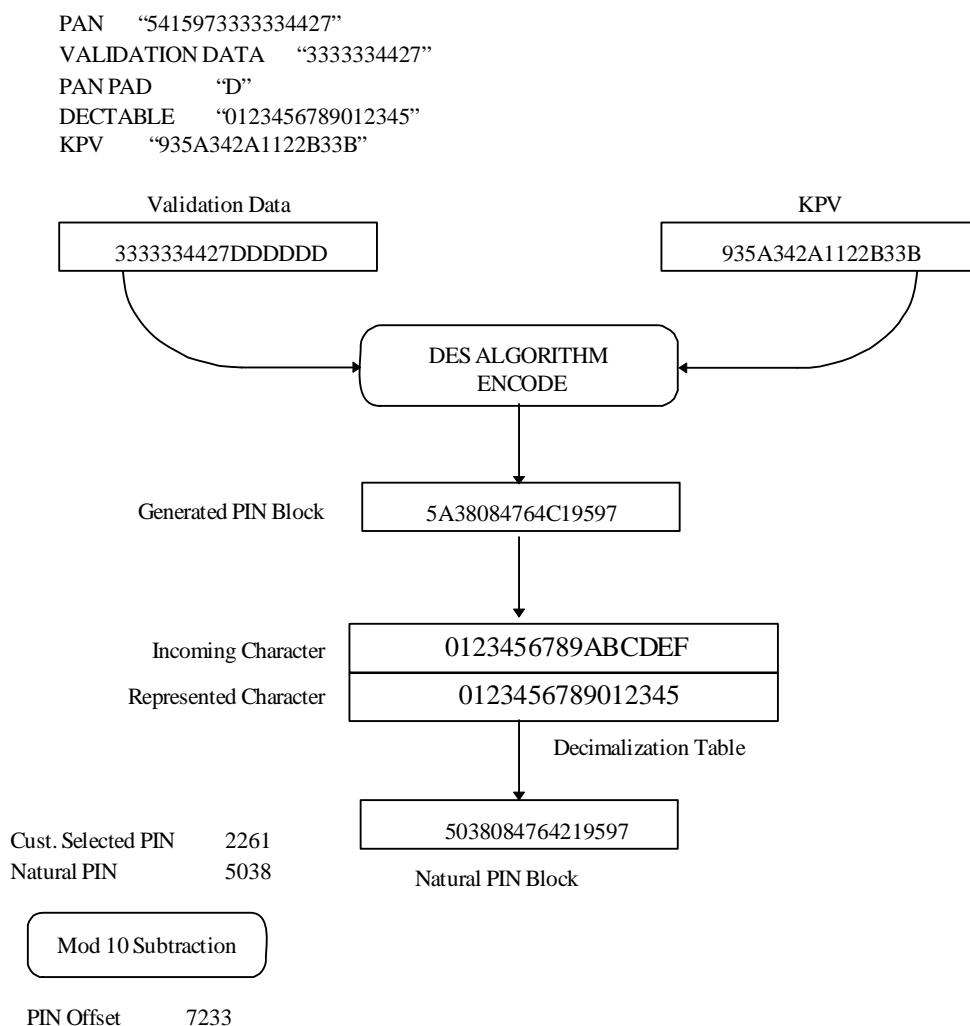 PAN “5415973333334427”
VALIDATION DATA “3333334427”
PAN PAD “D”
DECTABLE “0123456789012345”
KPV “935A342A1122B33B”
Validation Data KPV
3333334427DDDDDD 935A342A1122B33B
DES ALGORITHM
ENCODE
Generated PIN Block 5A38084764C19597
Incoming Character 0123456789ABCDEF
Represented Character 0123456789012345
Decimalization Table
5038084764219597
Cust. Selected PIN 2261
Natural PIN 5038
Natural PIN Block
Mod 10 Subtraction
PIN Offset 7233